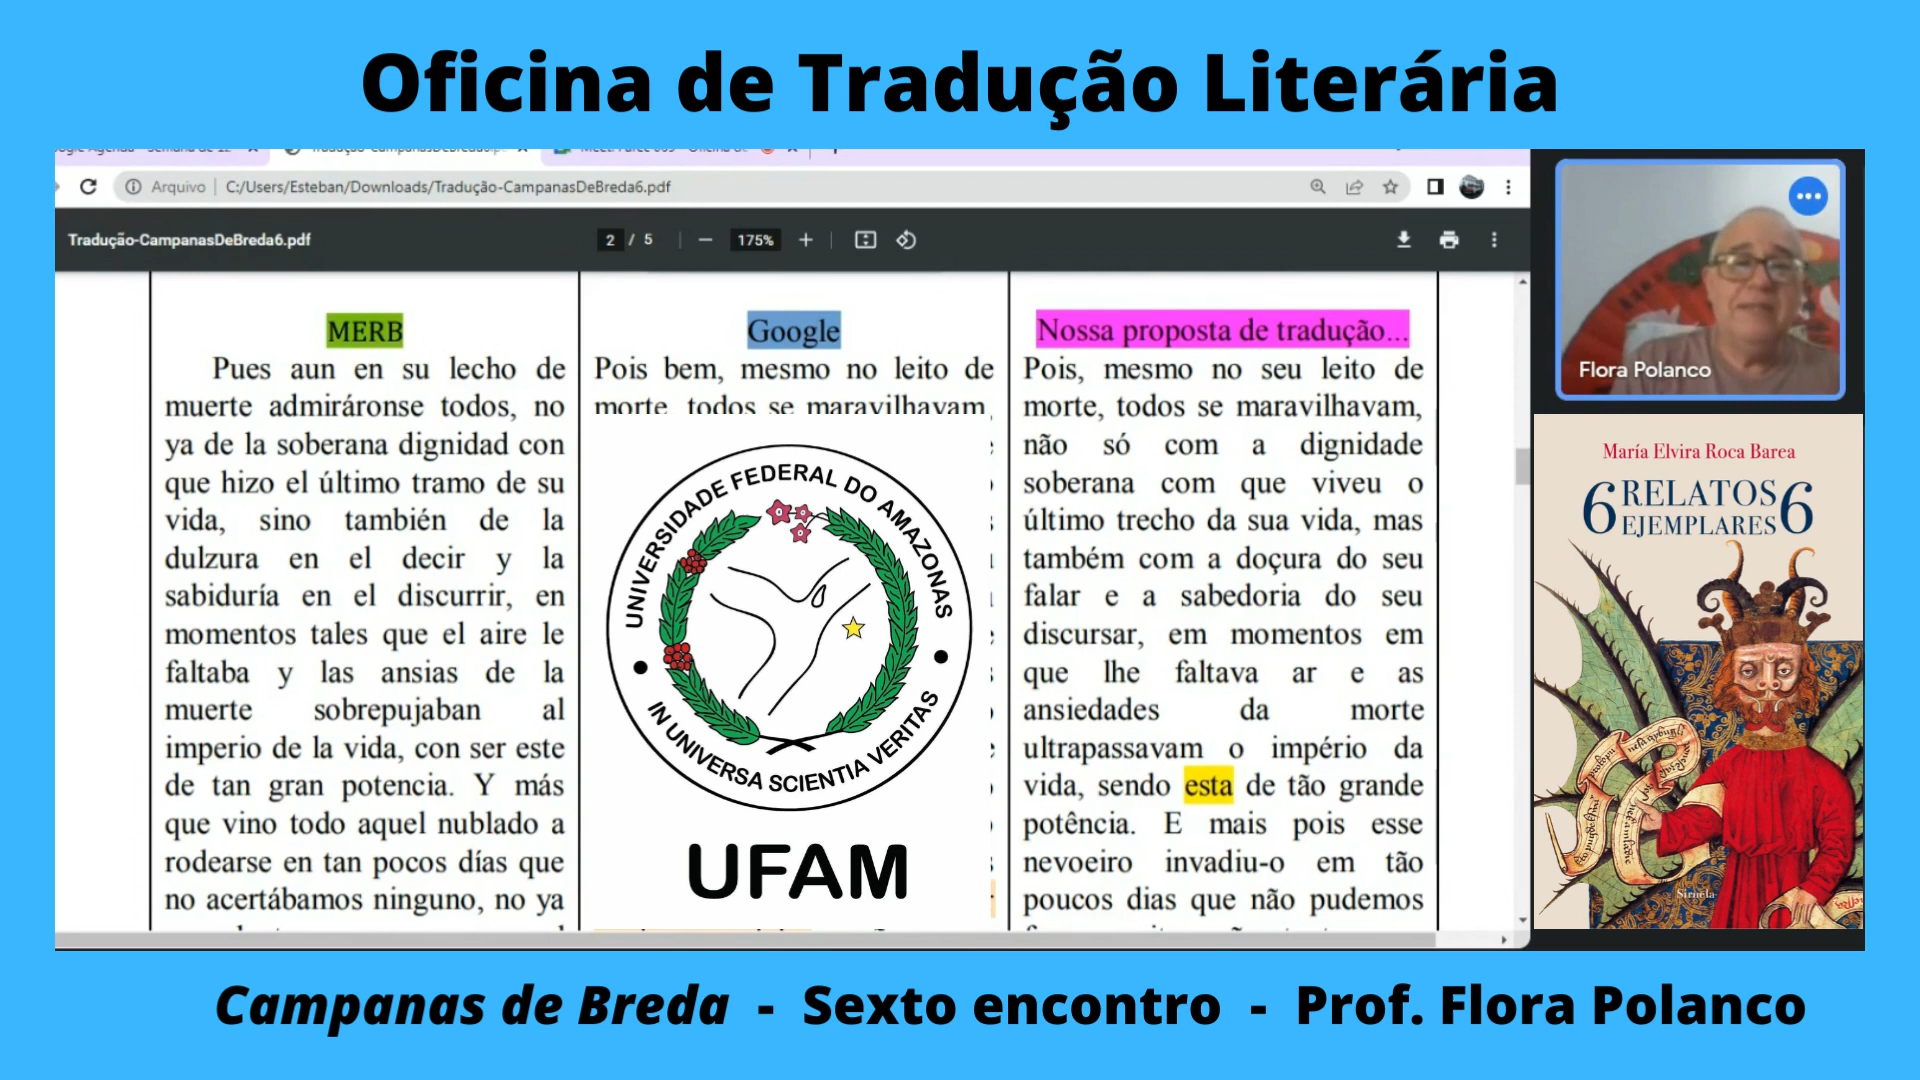 Oficina de Tradução Literária
Arquivo | C:/Users/Esteban/Downloads/Tradução-CampanasDeBreda6.pdf
Tradução-CampanasDeBreda6.pdf
2 / 5
175%
MERB
Pues aun en su lecho de
muerte admiráronse todos, no
ya de la soberana dignidad con
que hizo el último tramo de su
vida, sino también de la
dulzura en el decir y la
sabiduría en el discurrir, en
momentos tales que el aire le
faltaba y las ansias de la
muerte sobrepujaban al
imperio de la vida, con ser este
de tan gran potencia. Y más
que vino todo aquel nublado a
rodearse en tan pocos días que
no acertábamos ninguno, no ya
Google
Pois bem, mesmo no leito de
morte, todos se maravilhavam,
UNIVERSIDADE FEDERAL DO AMAZONAS
IN UNIVERSA SCIENTIA VERITAS
UFAM
Nossa proposta de tradução...
Pois, mesmo no seu leito de
morte, todos se maravilhavam,
não só com a dignidade
soberana com que viveu o
último trecho da sua vida, mas
também com a doçura do seu
falar e a sabedoria do seu
discursar, em momentos em
que lhe faltava ar e as
ansiedades da morte
ultrapassavam o império da
vida, sendo esta de tão grande
potência. E mais pois esse
nevoeiro invadiu-o em tão
poucos dias que não pudemos
Flora Polanco
María Elvira Roca Barea
6 RELATOS 6
EJEMPLARES
Siruela
Campanas de Breda - Sexto encontro - Prof. Flora Polanco